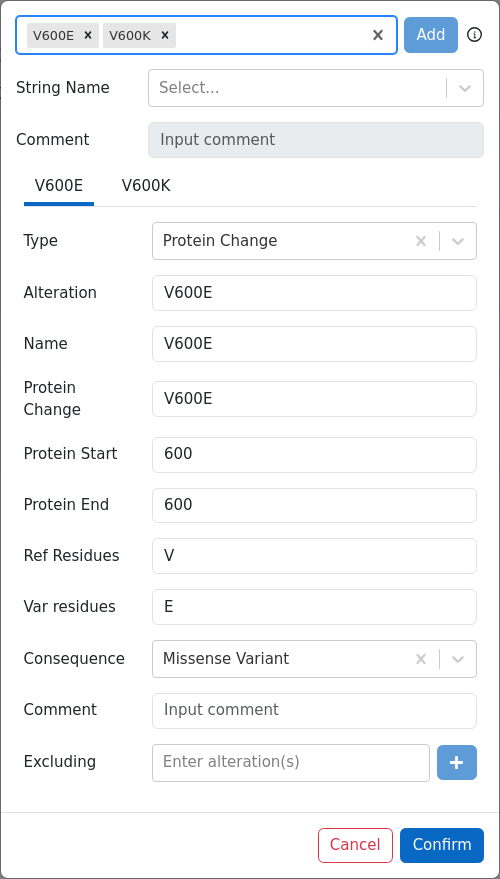 V600E × V600K × × Add
String Name Select...
Comment Input comment
V600E V600K
Type Protein Change ×
Alteration V600E
Name V600E
Protein
Change V600E
Protein Start 600
Protein End 600
Ref Residues V
Var residues E
Consequence Missense Variant ×
Comment Input comment
Excluding Enter alteration(s) +
Cancel Confirm